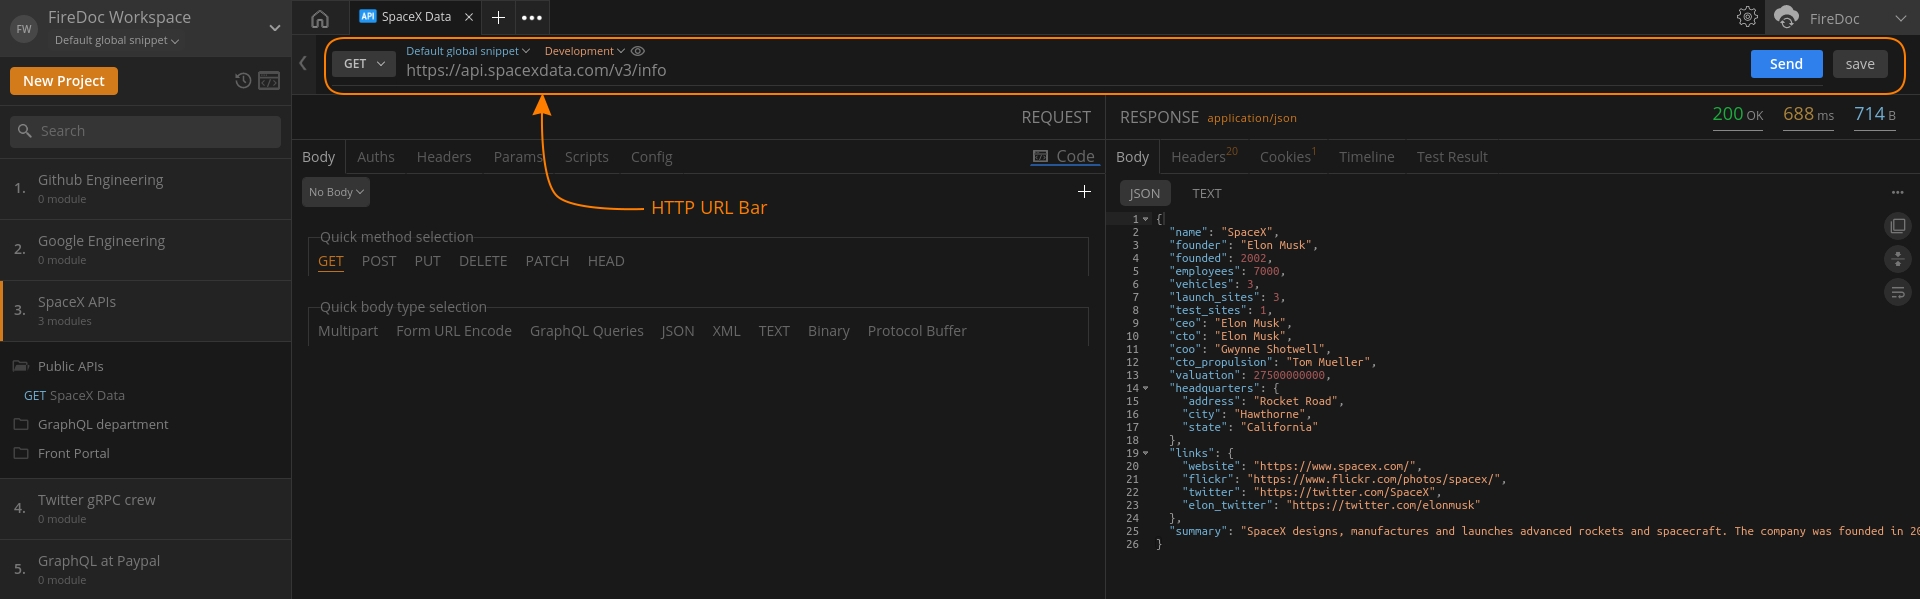 FW
FireDoc Workspace
Default global snippet
New Project
Search
1. Github Engineering
0 module
2. Google Engineering
0 module
3. SpaceX APIs
3 modules
Public APIs
GET SpaceX Data
GraphQL department
Front Portal
4. Twitter gRPC crew
0 module
5. GraphQL at Paypal
0 module
API SpaceX Data
FireDoc
Default global snippet Development
GET
https://api.spacexdata.com/v3/info
Send save
REQUEST
Body Auths Headers Params Scripts Config Code
No Body
HTTP URL Bar
Quick method selection
GET POST PUT DELETE PATCH HEAD
Quick body type selection
Multipart Form URL Encode GraphQL Queries JSON XML TEXT Binary Protocol Buffer
RESPONSE application/json 200 OK 688 ms 714 B
Body Headers 20 Cookies 1 Timeline Test Result
JSON TEXT
1 {
2 "name": "SpaceX",
3 "founder": "Elon Musk",
4 "founded": 2002,
5 "employees": 7000,
6 "vehicles": 3,
7 "launch_sites": 3,
8 "test_sites": 1,
9 "ceo": "Elon Musk",
10 "cto": "Elon Musk",
11 "coo": "Gwynne Shotwell",
12 "cto_propulsion": "Tom Mueller",
13 "valuation": 27500000000,
14 "headquarters": {
15 "address": "Rocket Road",
16 "city": "Hawthorne",
17 "state": "California"
18 },
19 "links": {
20 "website": "https://www.spacex.com/",
21 "flickr": "https://www.flickr.com/photos/spacex/",
22 "twitter": "https://twitter.com/SpaceX",
23 "elon_twitter": "https://twitter.com/elonmusk"
24 },
25 "summary": "SpaceX designs, manufactures and launches advanced rockets and spacecraft. The company was founded in 20
26 }